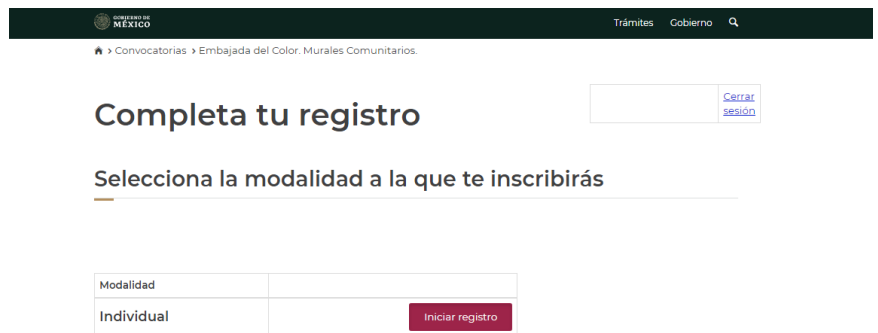 GOBIERNO DE
MÉXICO
Trámites Gobierno
> Convocatorias > Embajada del Color. Murales Comunitarios.
Completa tu registro
Cerrar
sesión
Selecciona la modalidad a la que te inscribirás
Modalidad
Individual
Iniciar registro